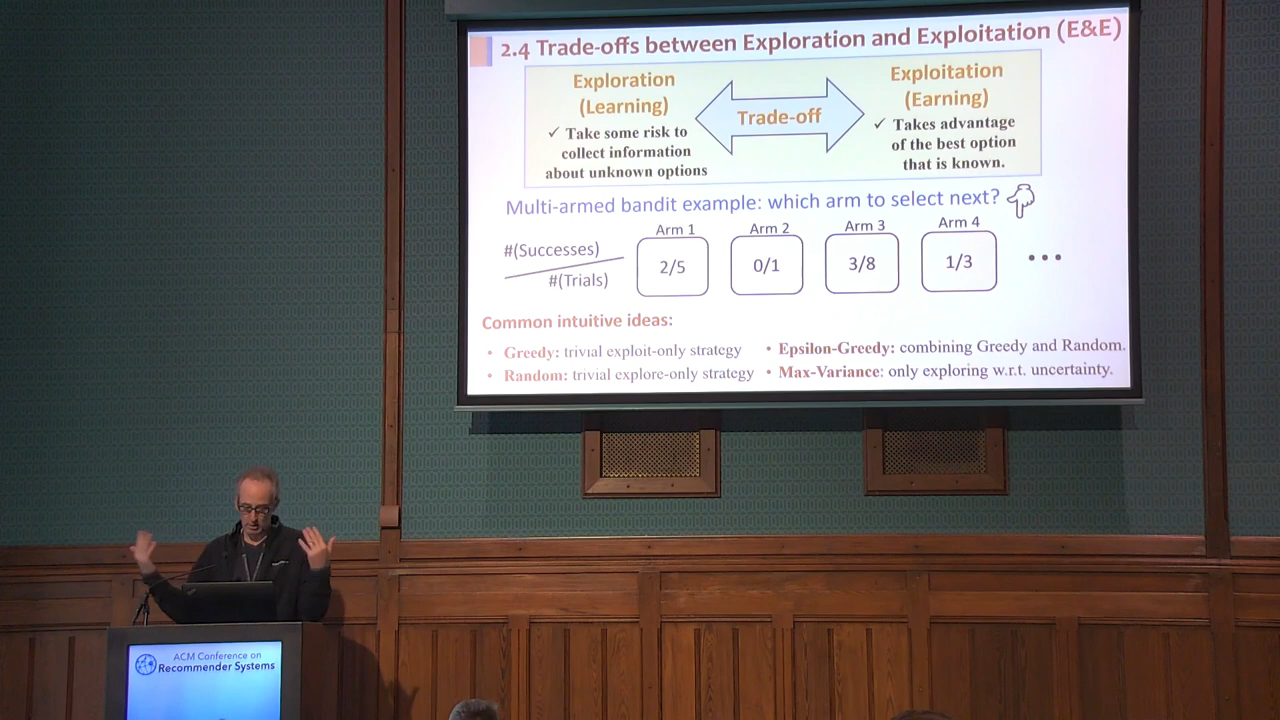 2.4 Trade-offs between Exploration and Exploitation (E&E)
Exploration
(Learning)
✓ Take some risk to
collect information
about unknown options
Trade-off
Exploitation
(Earning)
✓ Takes advantage
of the best option
that is known.
Multi-armed bandit example: which arm to select next?
#(Successes)
#(Trials)
Arm 1
2/5
Arm 2
0/1
Arm 3
3/8
Arm 4
1/3
• • •
Common intuitive ideas:
• Greedy: trivial exploit-only strategy
• Random: trivial explore-only strategy
• Epsilon-Greedy: combining Greedy and Random.
• Max-Variance: only exploring w.r.t. uncertainty.
ACM Conference on
Recommender Systems